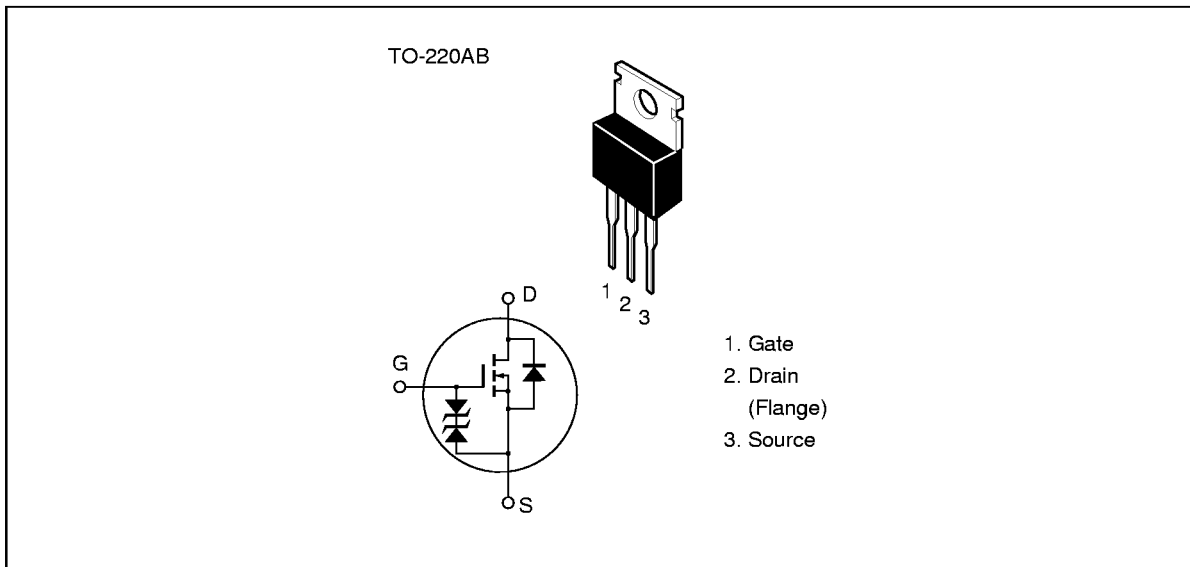 TO-220AB
1
2
3
D
G
S
1. Gate
2. Drain
(Flange)
3. Source